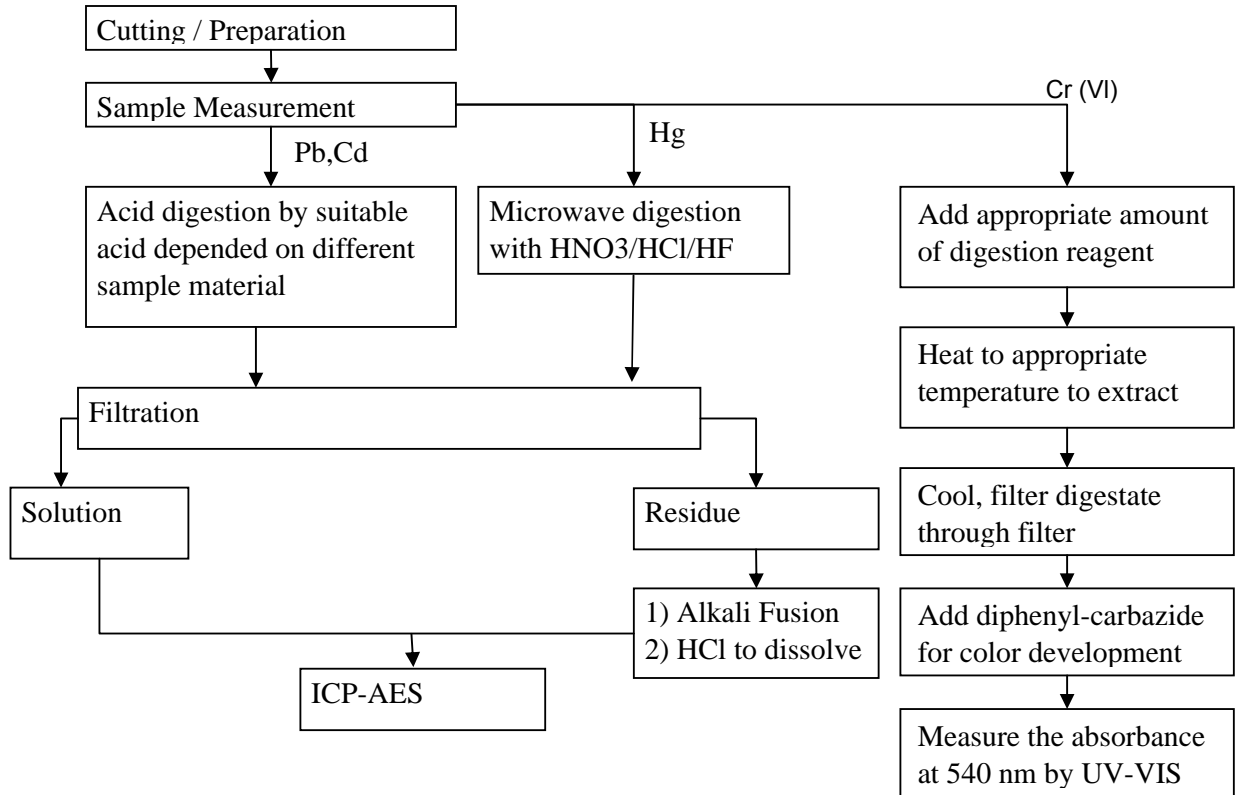 Cutting / Preparation
Sample Measurement
Cr (VI)
Hg
Pb,Cd
Acid digestion by suitable
acid depended on different
sample material
Microwave digestion
with HNO3/HCl/HF
Add appropriate amount
of digestion reagent
Heat to appropriate
temperature to extract
Filtration
Cool, filter digestate
through filter
Solution
Residue
1) Alkali Fusion
2) HCl to dissolve
Add diphenyl-carbazide
for color development
ICP-AES
Measure the absorbance
at 540 nm by UV-VIS